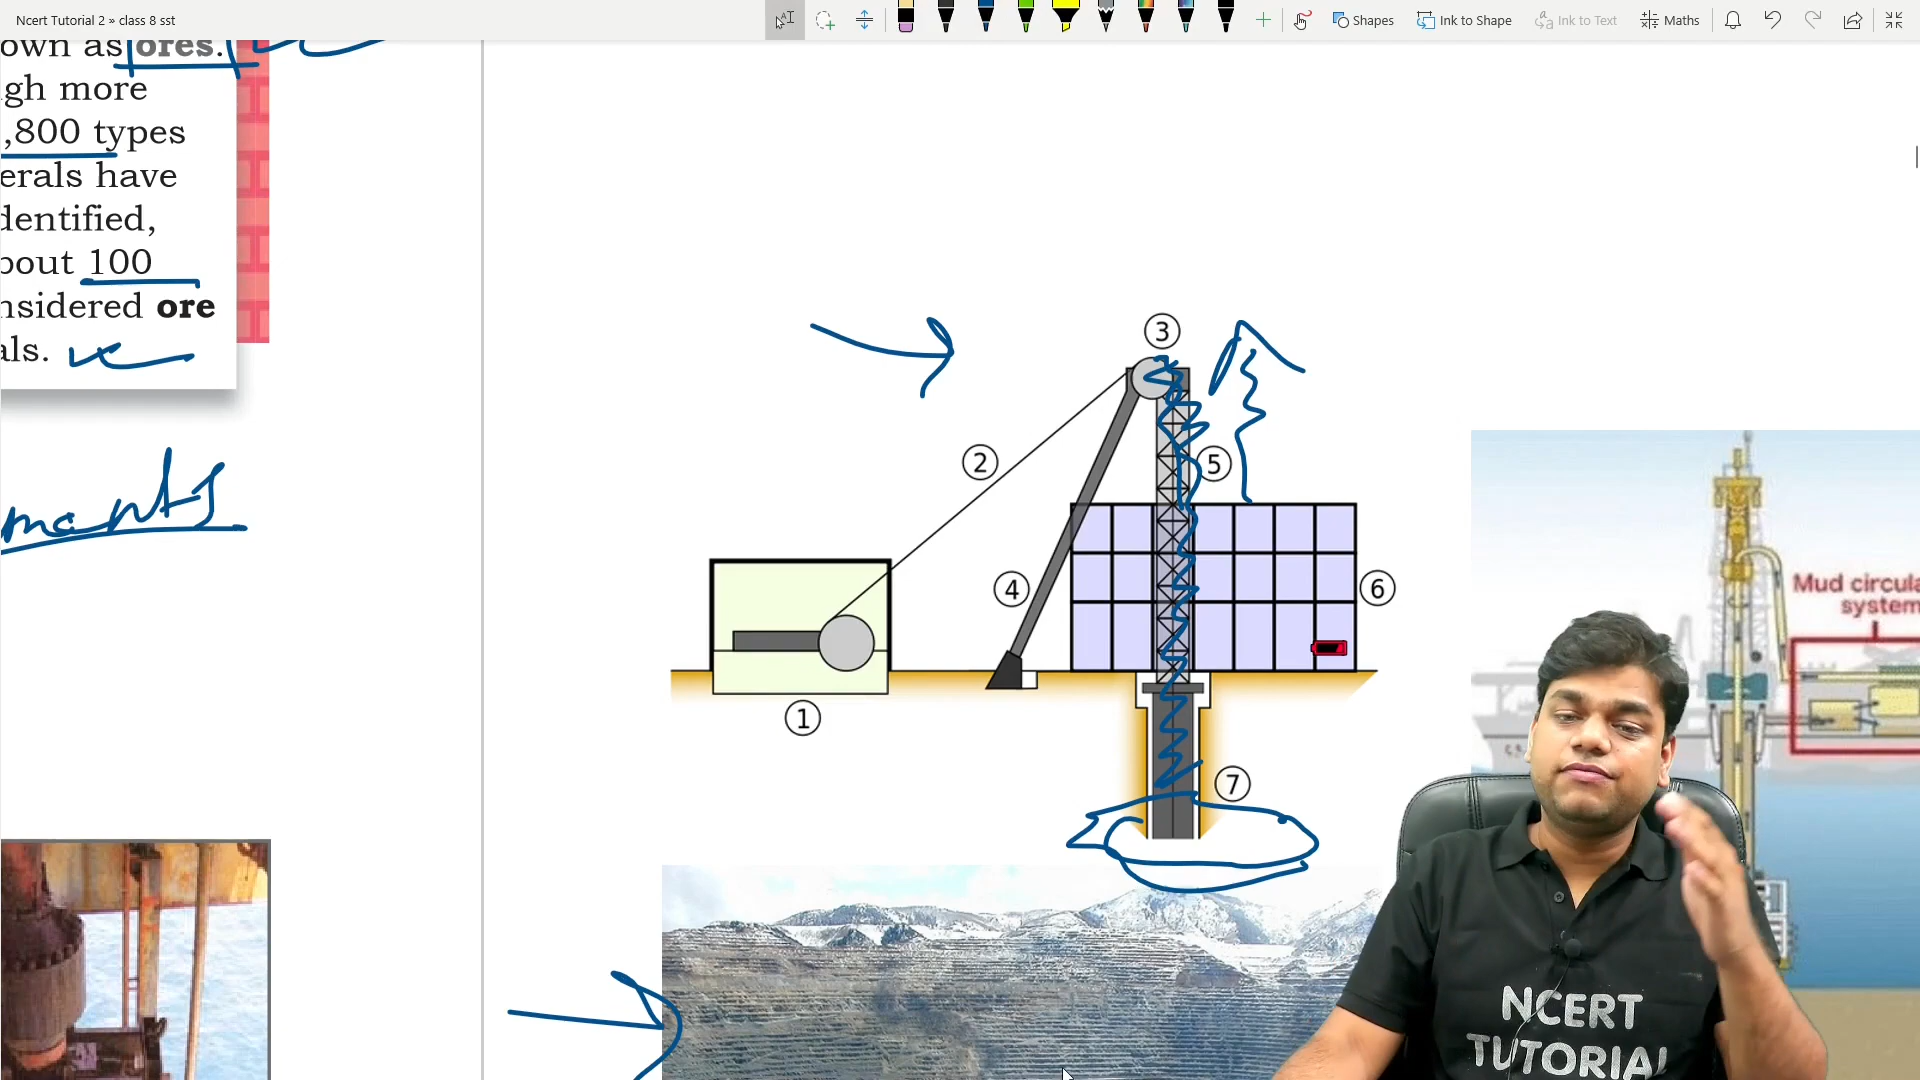 Ncert Tutorial 2 » class 8 sst
Shapes
Ink to Shape
Ink to Text
Maths
own as ores.
gh more
,800 types
erals have
dentified,
bout 100
nsidered ore
als.
3
2
5
4
6
1
7
Mud circula
system
NCERT
TUTORIAL